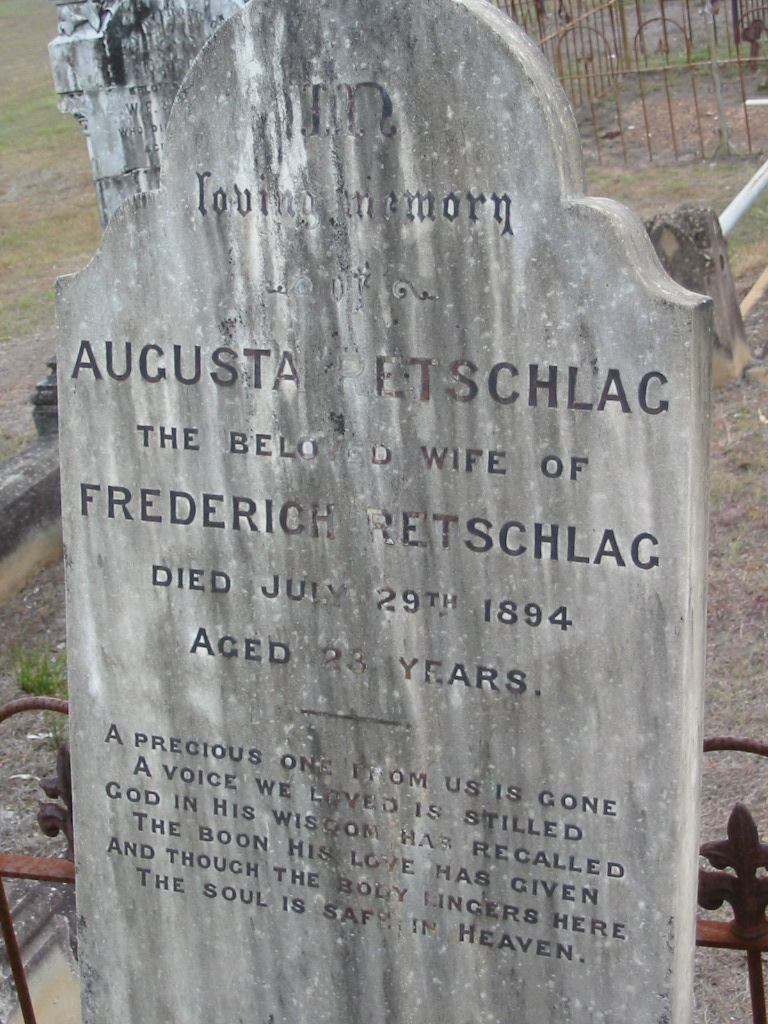 In
loving memory
of
AUGUSTA RETSCHLAG
THE BELOVED WIFE OF
FREDERICH RETSCHLAG
DIED JULY 29TH 1894
AGED 23 YEARS.
A PRECIOUS ONE FROM US IS GONE
A VOICE WE LOVED IS STILLED
GOD IN HIS WISDOM HAS RECALLED
THE BOON HIS LOVE HAS GIVEN
AND THOUGH THE BODY LINGERS HERE
THE SOUL IS SAFE IN HEAVEN.